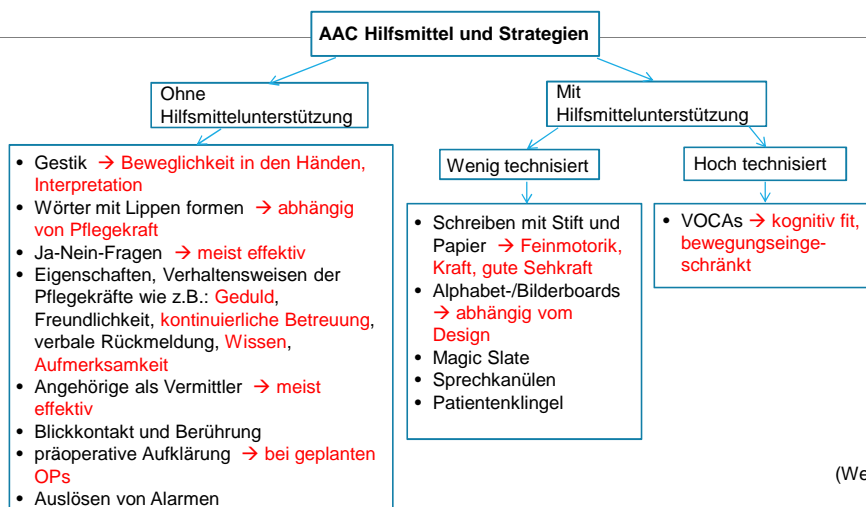 AAC Hilfsmittel und Strategien
Ohne
Hilfsmittelunterstützung
Mit
Hilfsmittelunterstützung
Wenig technisiert
Hoch technisiert
• Gestik → Beweglichkeit in den Händen,
Interpretation
• Wörter mit Lippen formen → abhängig
von Pflegekraft
• Ja-Nein-Fragen → meist effektiv
• Eigenschaften, Verhaltensweisen der
Pflegekräfte wie z.B.: Geduld,
Freundlichkeit, kontinuierliche Betreuung,
verbale Rückmeldung, Wissen,
Aufmerksamkeit
• Angehörige als Vermittler → meist
effektiv
• Blickkontakt und Berührung
• präoperative Aufklärung → bei geplanten
OPs
• Auslösen von Alarmen
• Schreiben mit Stift und
Papier → Feinmotorik,
Kraft, gute Sehkraft
• Alphabet-/Bilderboards
→ abhängig vom
Design
• Magic Slate
• Sprechkanülen
• Patientenklingel
• VOCAs → kognitiv fit,
bewegungseinge-
schränkt
(We